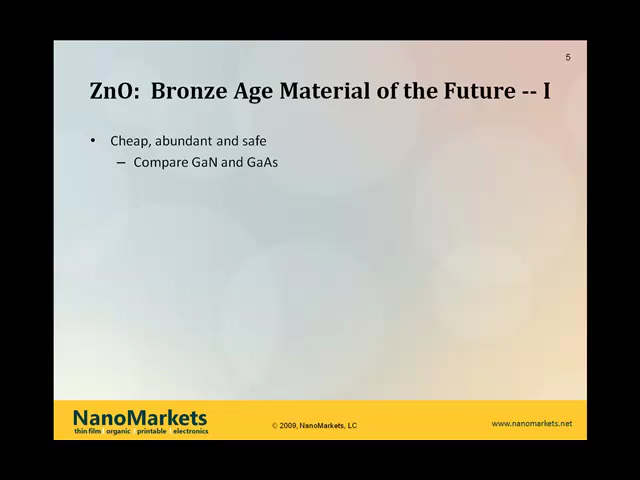 5
ZnO:  Bronze Age Material of the Future -- I
• Cheap, abundant and safe
– Compare GaN and GaAs
NanoMarkets
thin film | organic | printable | electronics
© 2009, NanoMarkets, LC
www.nanomarkets.net